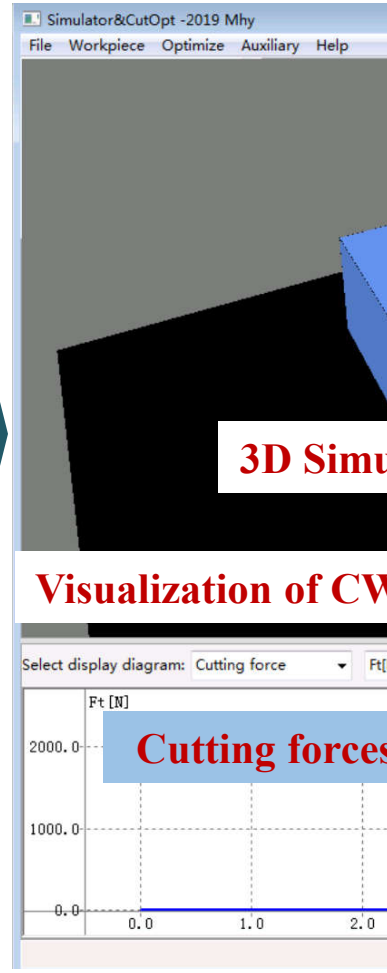 Simulator&CutOpt -2019 Mhy
File Workpiece Optimize Auxiliary Help
3D Simu
Visualization of CW
Select display diagram: Cutting force Ft[
Ft[N]
2000.0
Cutting forces
1000.0
0.0
0.0 1.0 2.0